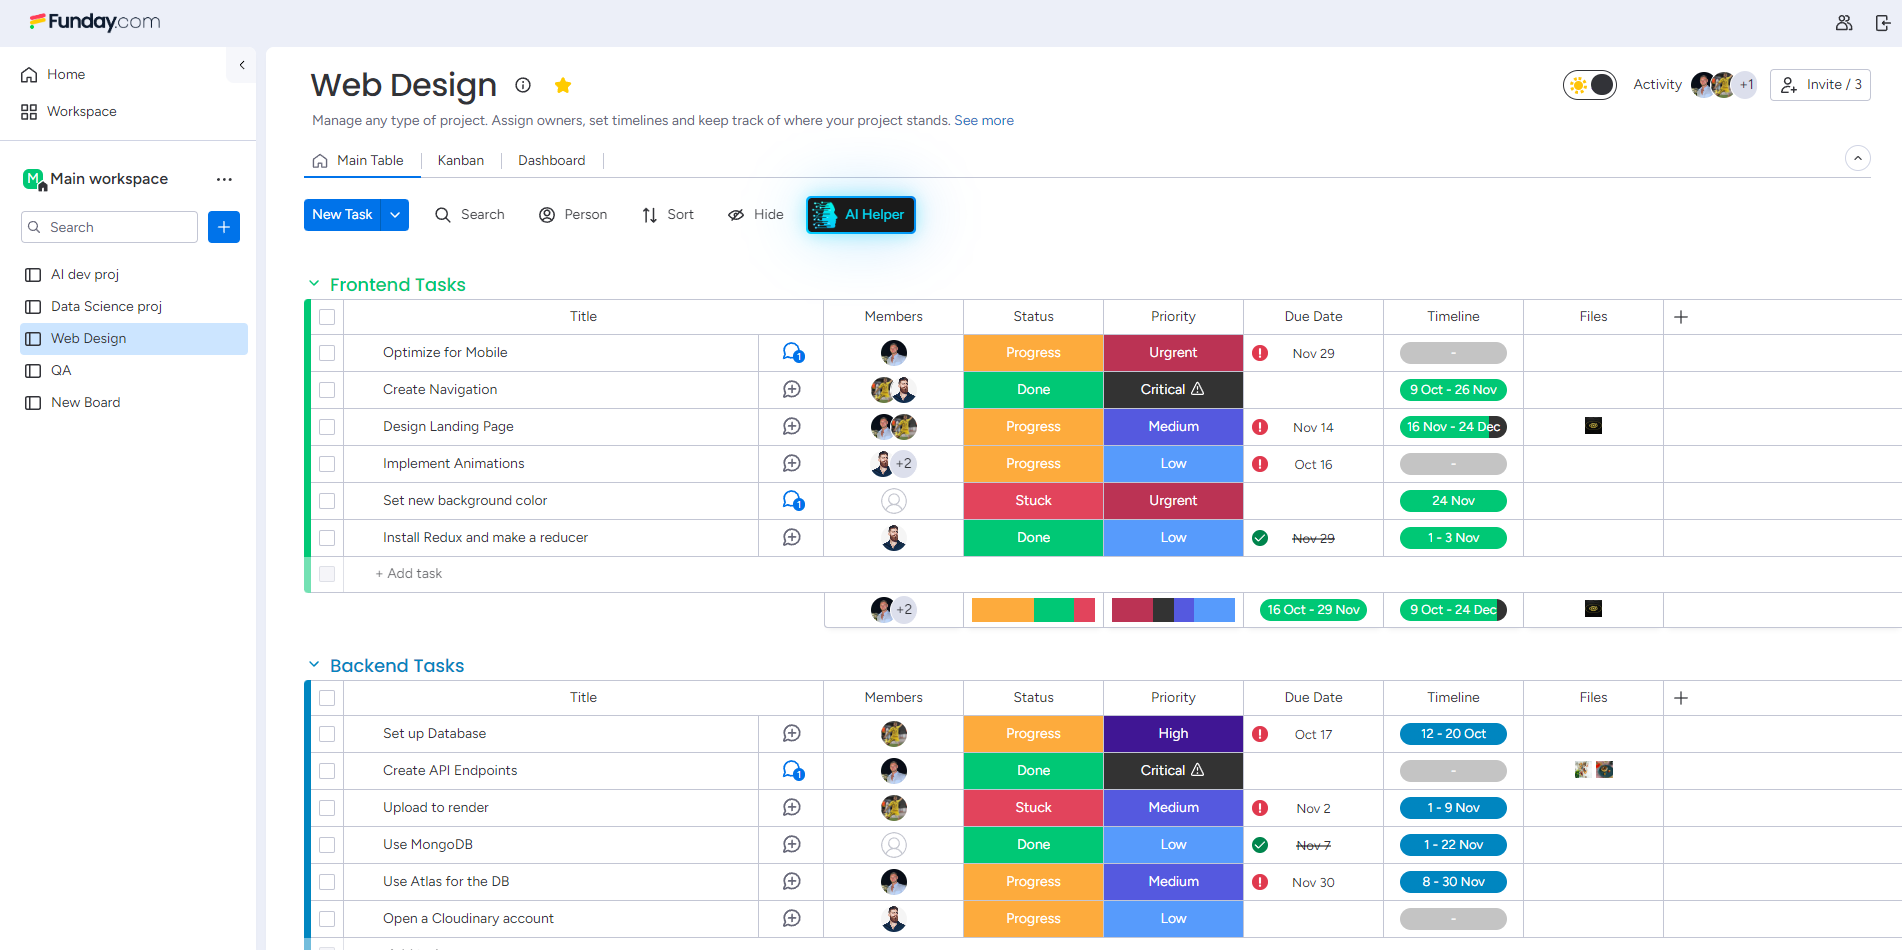 Funday.com
Home
Workspace
M Main workspace
Search
+
AI dev proj
Data Science proj
Web Design
QA
New Board
Web Design
Activity +1 Invite / 3
Manage any type of project. Assign owners, set timelines and keep track of where your project stands. See more
Main Table Kanban Dashboard
New Task Search Person Sort Hide AI Helper
Frontend Tasks
Title Members Status Priority Due Date Timeline Files +
Optimize for Mobile 1 Progress Urgrent ! Nov 29 -
Create Navigation Done Critical 9 Oct - 26 Nov
Design Landing Page Progress Medium ! Nov 14 16 Nov - 24 Dec
Implement Animations +2 Progress Low ! Oct 16 -
Set new background color 1 Stuck Urgrent 24 Nov
Install Redux and make a reducer Done Low Nov 29 1 - 3 Nov
+ Add task
+2 16 Oct - 29 Nov 9 Oct - 24 Dec
Backend Tasks
Title Members Status Priority Due Date Timeline Files +
Set up Database Progress High ! Oct 17 12 - 20 Oct
Create API Endpoints 1 Done Critical -
Upload to render Stuck Medium ! Nov 2 1 - 9 Nov
Use MongoDB Done Low Nov 7 1 - 22 Nov
Use Atlas for the DB Progress Medium ! Nov 30 8 - 30 Nov
Open a Cloudinary account Progress Low -